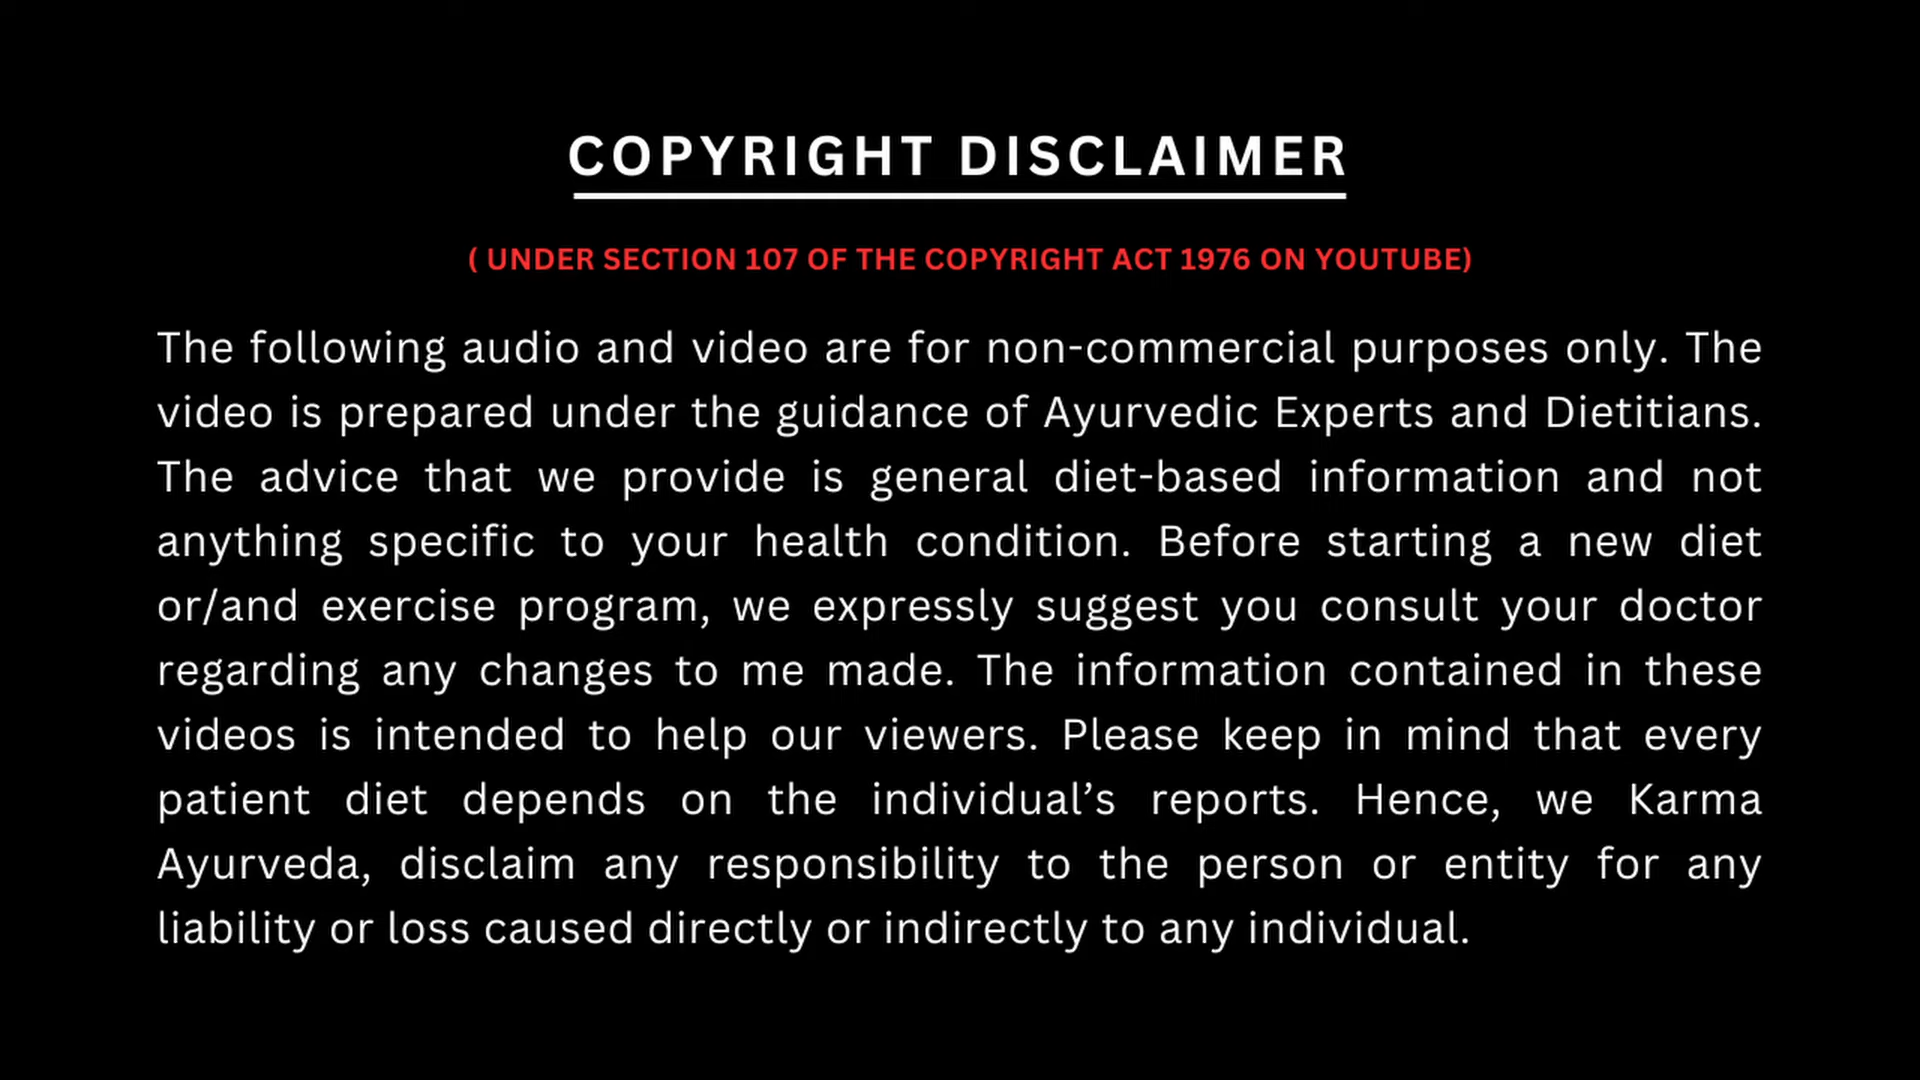 COPYRIGHT DISCLAIMER
( UNDER SECTION 107 OF THE COPYRIGHT ACT 1976 ON YOUTUBE)
The following audio and video are for non-commercial purposes only. The
video is prepared under the guidance of Ayurvedic Experts and Dietitians.
The advice that we provide is general diet-based information and not
anything specific to your health condition. Before starting a new diet
or/and exercise program, we expressly suggest you consult your doctor
regarding any changes to me made. The information contained in these
videos is intended to help our viewers. Please keep in mind that every
patient diet depends on the individual’s reports. Hence, we Karma
Ayurveda, disclaim any responsibility to the person or entity for any
liability or loss caused directly or indirectly to any individual.